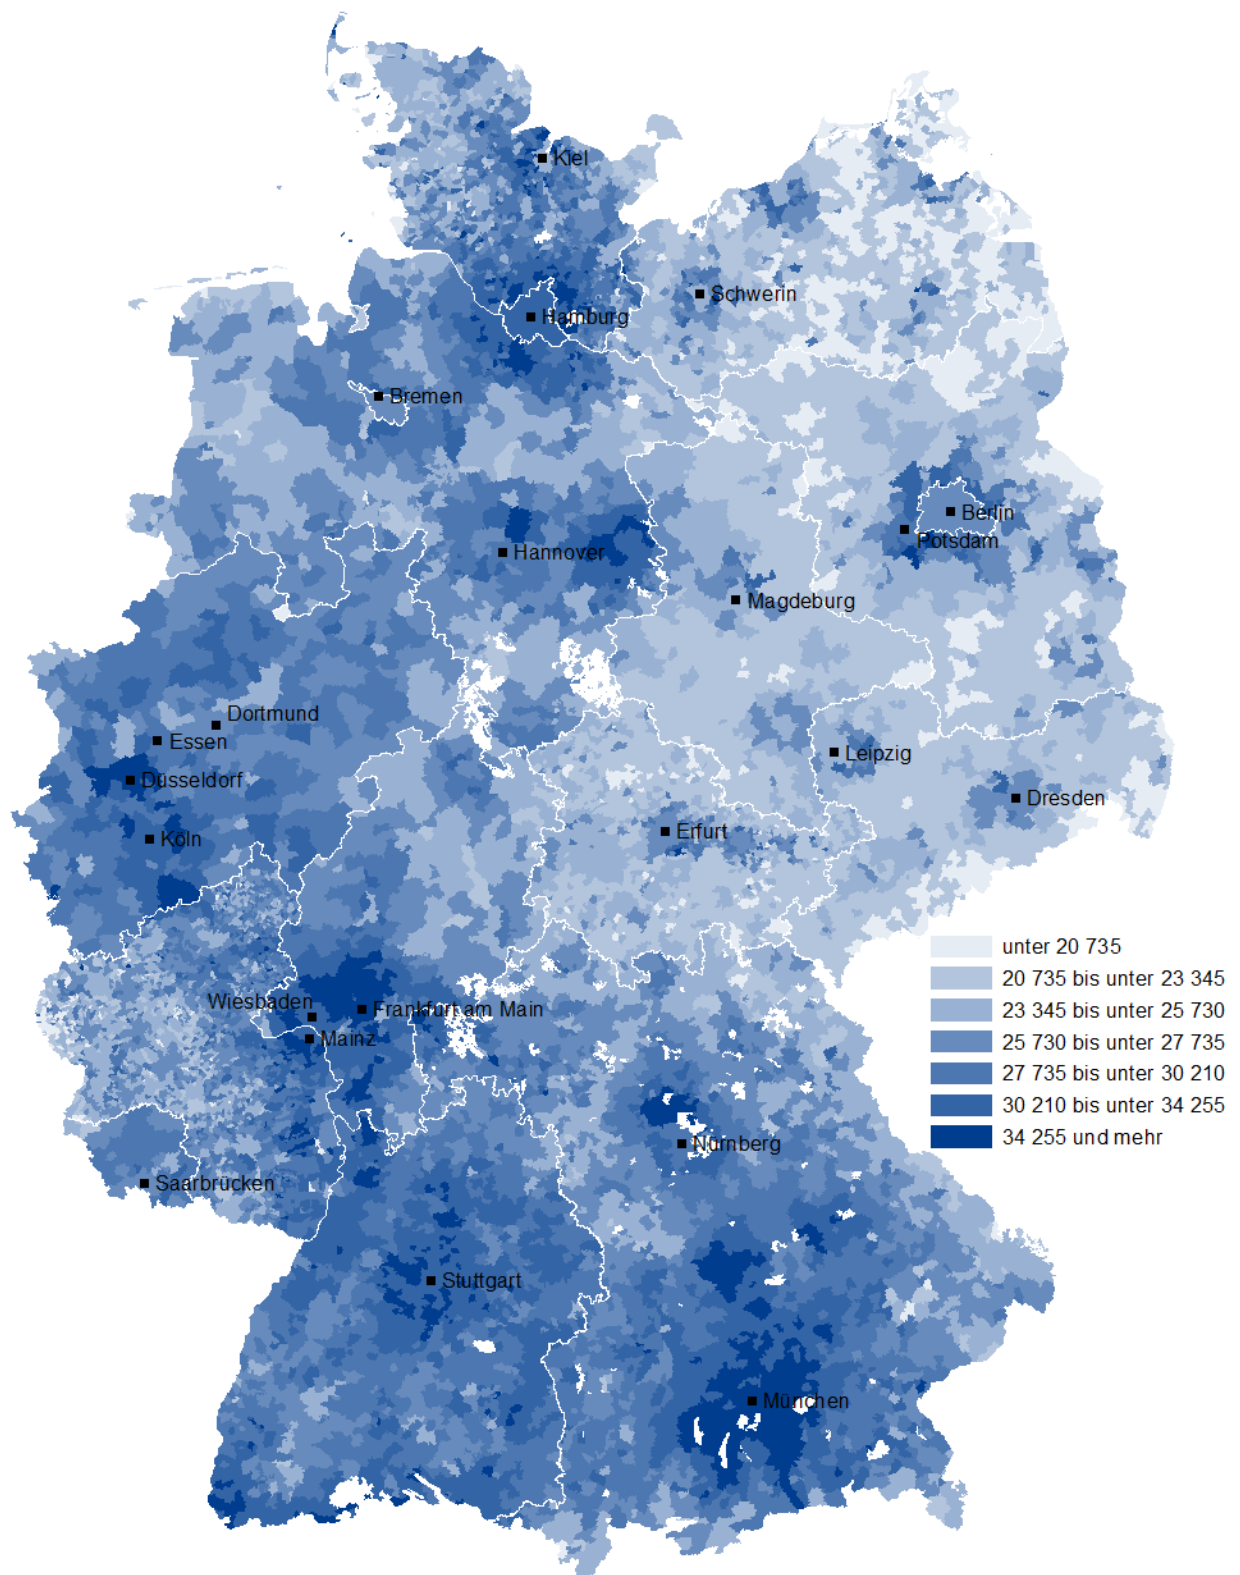 Kiel
Schwerin
Hamburg
Bremen
Berlin
Potsdam
Hannover
Magdeburg
Dortmund
Essen
Leipzig
Düsseldorf
Dresden
Köln
Erfurt
unter 20 735
20 735 bis unter 23 345
23 345 bis unter 25 730
25 730 bis unter 27 735
27 735 bis unter 30 210
30 210 bis unter 34 255
34 255 und mehr
Wiesbaden
Frankfurt am Main
Mainz
Nürnberg
Saarbrücken
Stuttgart
München